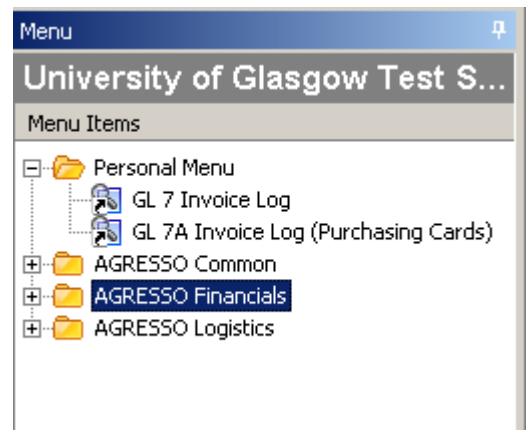 Menu
University of Glasgow Test S...
Menu Items
Personal Menu
GL 7 Invoice Log
GL 7A Invoice Log (Purchasing Cards)
AGRESSO Common
AGRESSO Financials
AGRESSO Logistics